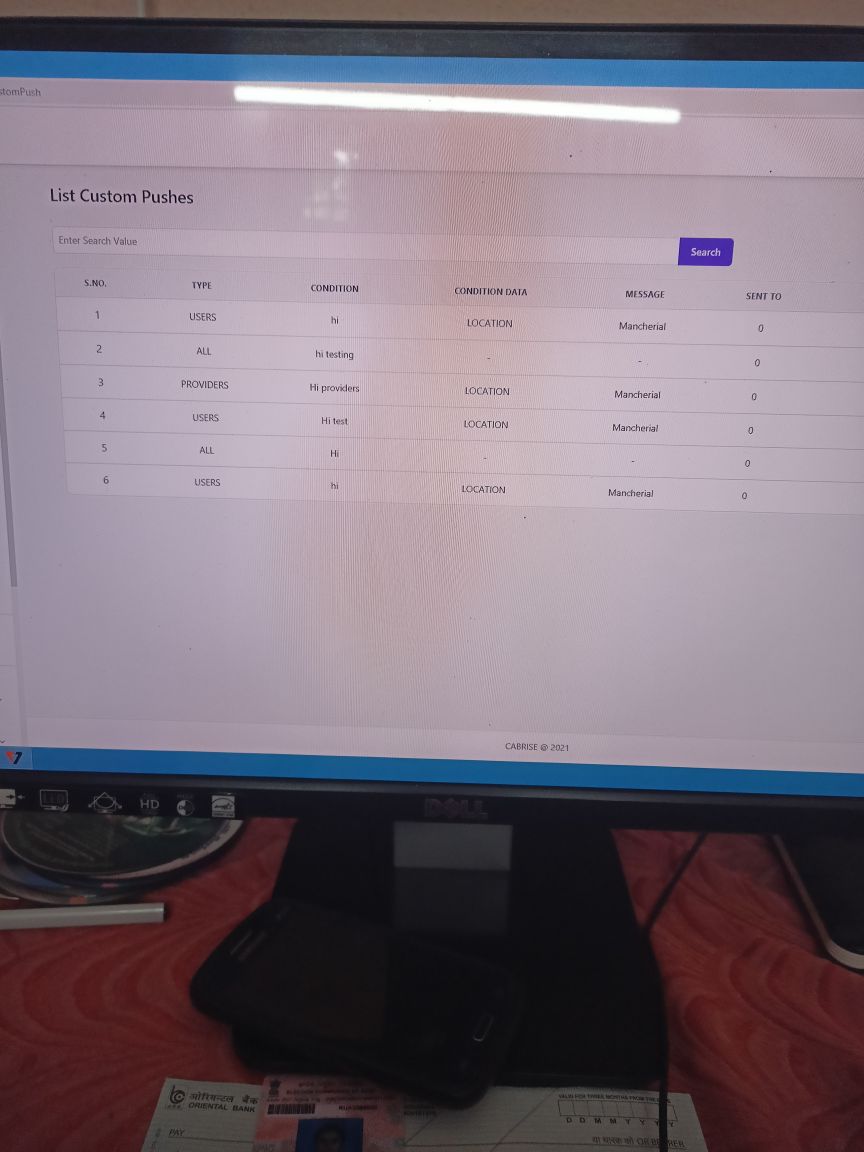 stomPush
List Custom Pushes
Enter Search Value
Search
S.NO. TYPE CONDITION CONDITION DATA MESSAGE SENT TO
1 USERS hi LOCATION Mancherial 0
2 ALL hi testing - - 0
3 PROVIDERS Hi providers LOCATION Mancherial 0
4 USERS Hi test LOCATION Mancherial 0
5 ALL Hi - - 0
6 USERS hi LOCATION Mancherial 0
CABRISE @ 2021
LED
HD
DELL
ओरिएन्टल बैंक
ORIENTAL BANK
VALID FOR THREE MONTHS FROM THE
D D M M Y Y Y Y
PAY
या धारक को OR BEARER